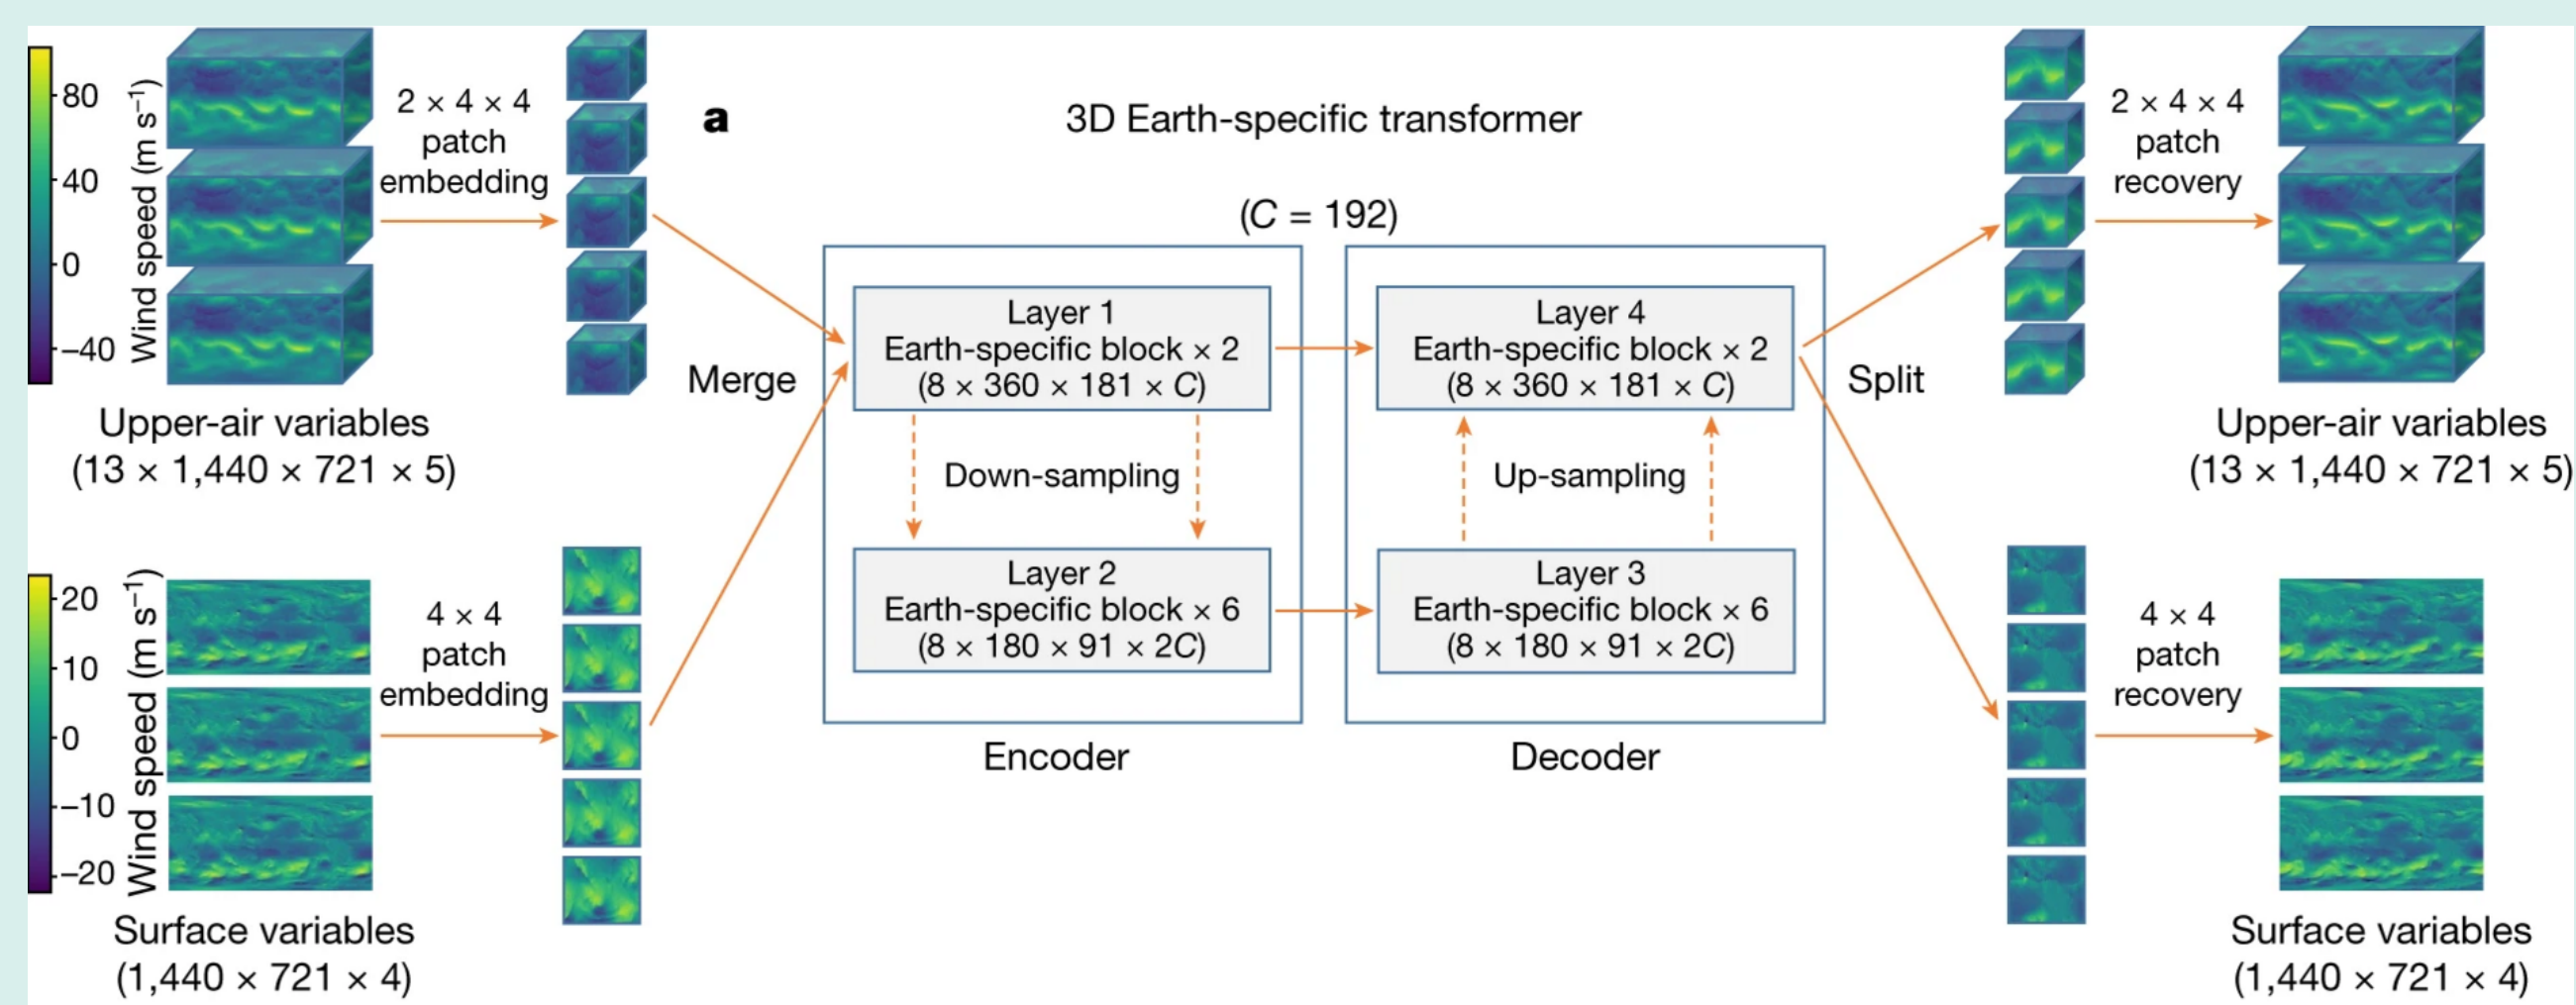 80
40
0
−40
Wind speed (m s−1)
2 × 4 × 4
patch
embedding
Upper-air variables
(13 × 1,440 × 721 × 5)
20
10
0
−10
−20
Wind speed (m s−1)
4 × 4
patch
embedding
Surface variables
(1,440 × 721 × 4)
Merge
a
3D Earth-specific transformer
(C = 192)
Layer 1
Earth-specific block × 2
(8 × 360 × 181 × C)
Down-sampling
Layer 2
Earth-specific block × 6
(8 × 180 × 91 × 2C)
Encoder
Layer 4
Earth-specific block × 2
(8 × 360 × 181 × C)
Up-sampling
Layer 3
Earth-specific block × 6
(8 × 180 × 91 × 2C)
Decoder
Split
2 × 4 × 4
patch
recovery
Upper-air variables
(13 × 1,440 × 721 × 5)
4 × 4
patch
recovery
Surface variables
(1,440 × 721 × 4)